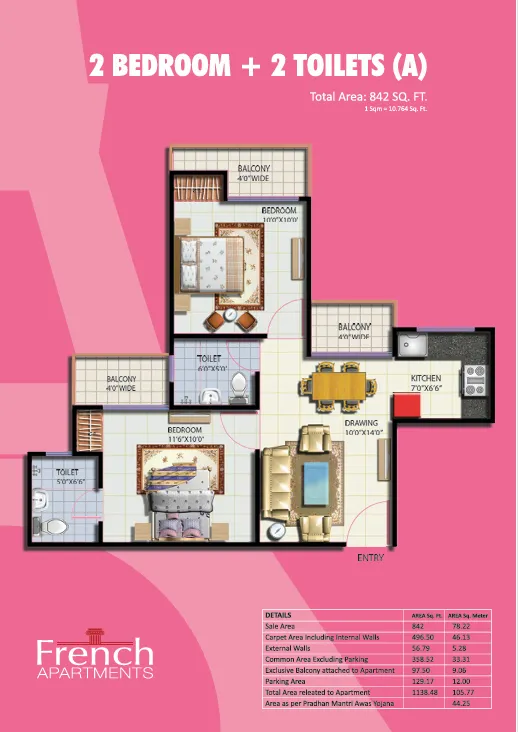 2 BEDROOM + 2 TOILETS (A)
Total Area: 842 SQ. FT.
1 Sqm = 10.764 Sq. Ft.
BALCONY
4'0"WIDE
BEDROOM
10'0"X10'0"
BALCONY
4'0"WIDE
TOILET
6'0"X5'0"
KITCHEN
7'0"X6'6"
BALCONY
4'0"WIDE
DRAWING
10'0"X14'0"
BEDROOM
11'6"X10'0"
TOILET
5'0"X6'6"
ENTRY
DETAILS AREA Sq. Ft. AREA Sq. Meter
Sale Area 842 78.22
Carpet Area Including Internal Walls 496.50 46.13
External Walls 56.79 5.28
Common Area Excluding Parking 358.52 33.31
Exclusive Balcony attached to Apartment 97.50 9.06
Parking Area 129.17 12.00
Total Area releated to Apartment 1138.48 105.77
Area as per Pradhan Mantri Awas Yojana 44.25
French
APARTMENTS